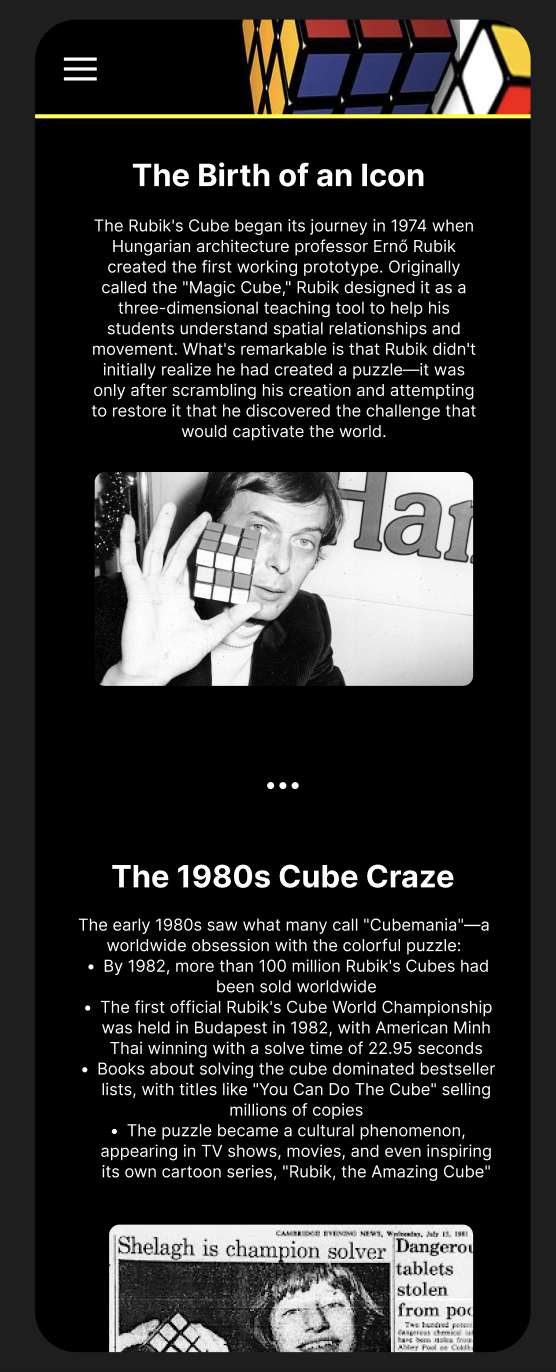 The Birth of an Icon
The Rubik's Cube began its journey in 1974 when
Hungarian architecture professor Ernő Rubik
created the first working prototype. Originally
called the "Magic Cube," Rubik designed it as a
three-dimensional teaching tool to help his
students understand spatial relationships and
movement. What's remarkable is that Rubik didn't
initially realize he had created a puzzle—it was
only after scrambling his creation and attempting
to restore it that he discovered the challenge that
would captivate the world.
Han
•••
The 1980s Cube Craze
The early 1980s saw what many call "Cubemania"—a
worldwide obsession with the colorful puzzle:
• By 1982, more than 100 million Rubik's Cubes had
been sold worldwide
• The first official Rubik's Cube World Championship
was held in Budapest in 1982, with American Minh
Thai winning with a solve time of 22.95 seconds
• Books about solving the cube dominated bestseller
lists, with titles like "You Can Do The Cube" selling
millions of copies
• The puzzle became a cultural phenomenon,
appearing in TV shows, movies, and even inspiring
its own cartoon series, "Rubik, the Amazing Cube"
CAMBRIDGE EVENING NEWS, Wednesday, July 15, 1981
Shelagh is champion solver
Dangerou
tablets
stolen
from poo
Two hundred poten
dangerous chemical ta
have been stolen from
Abbey Pool on Coldh